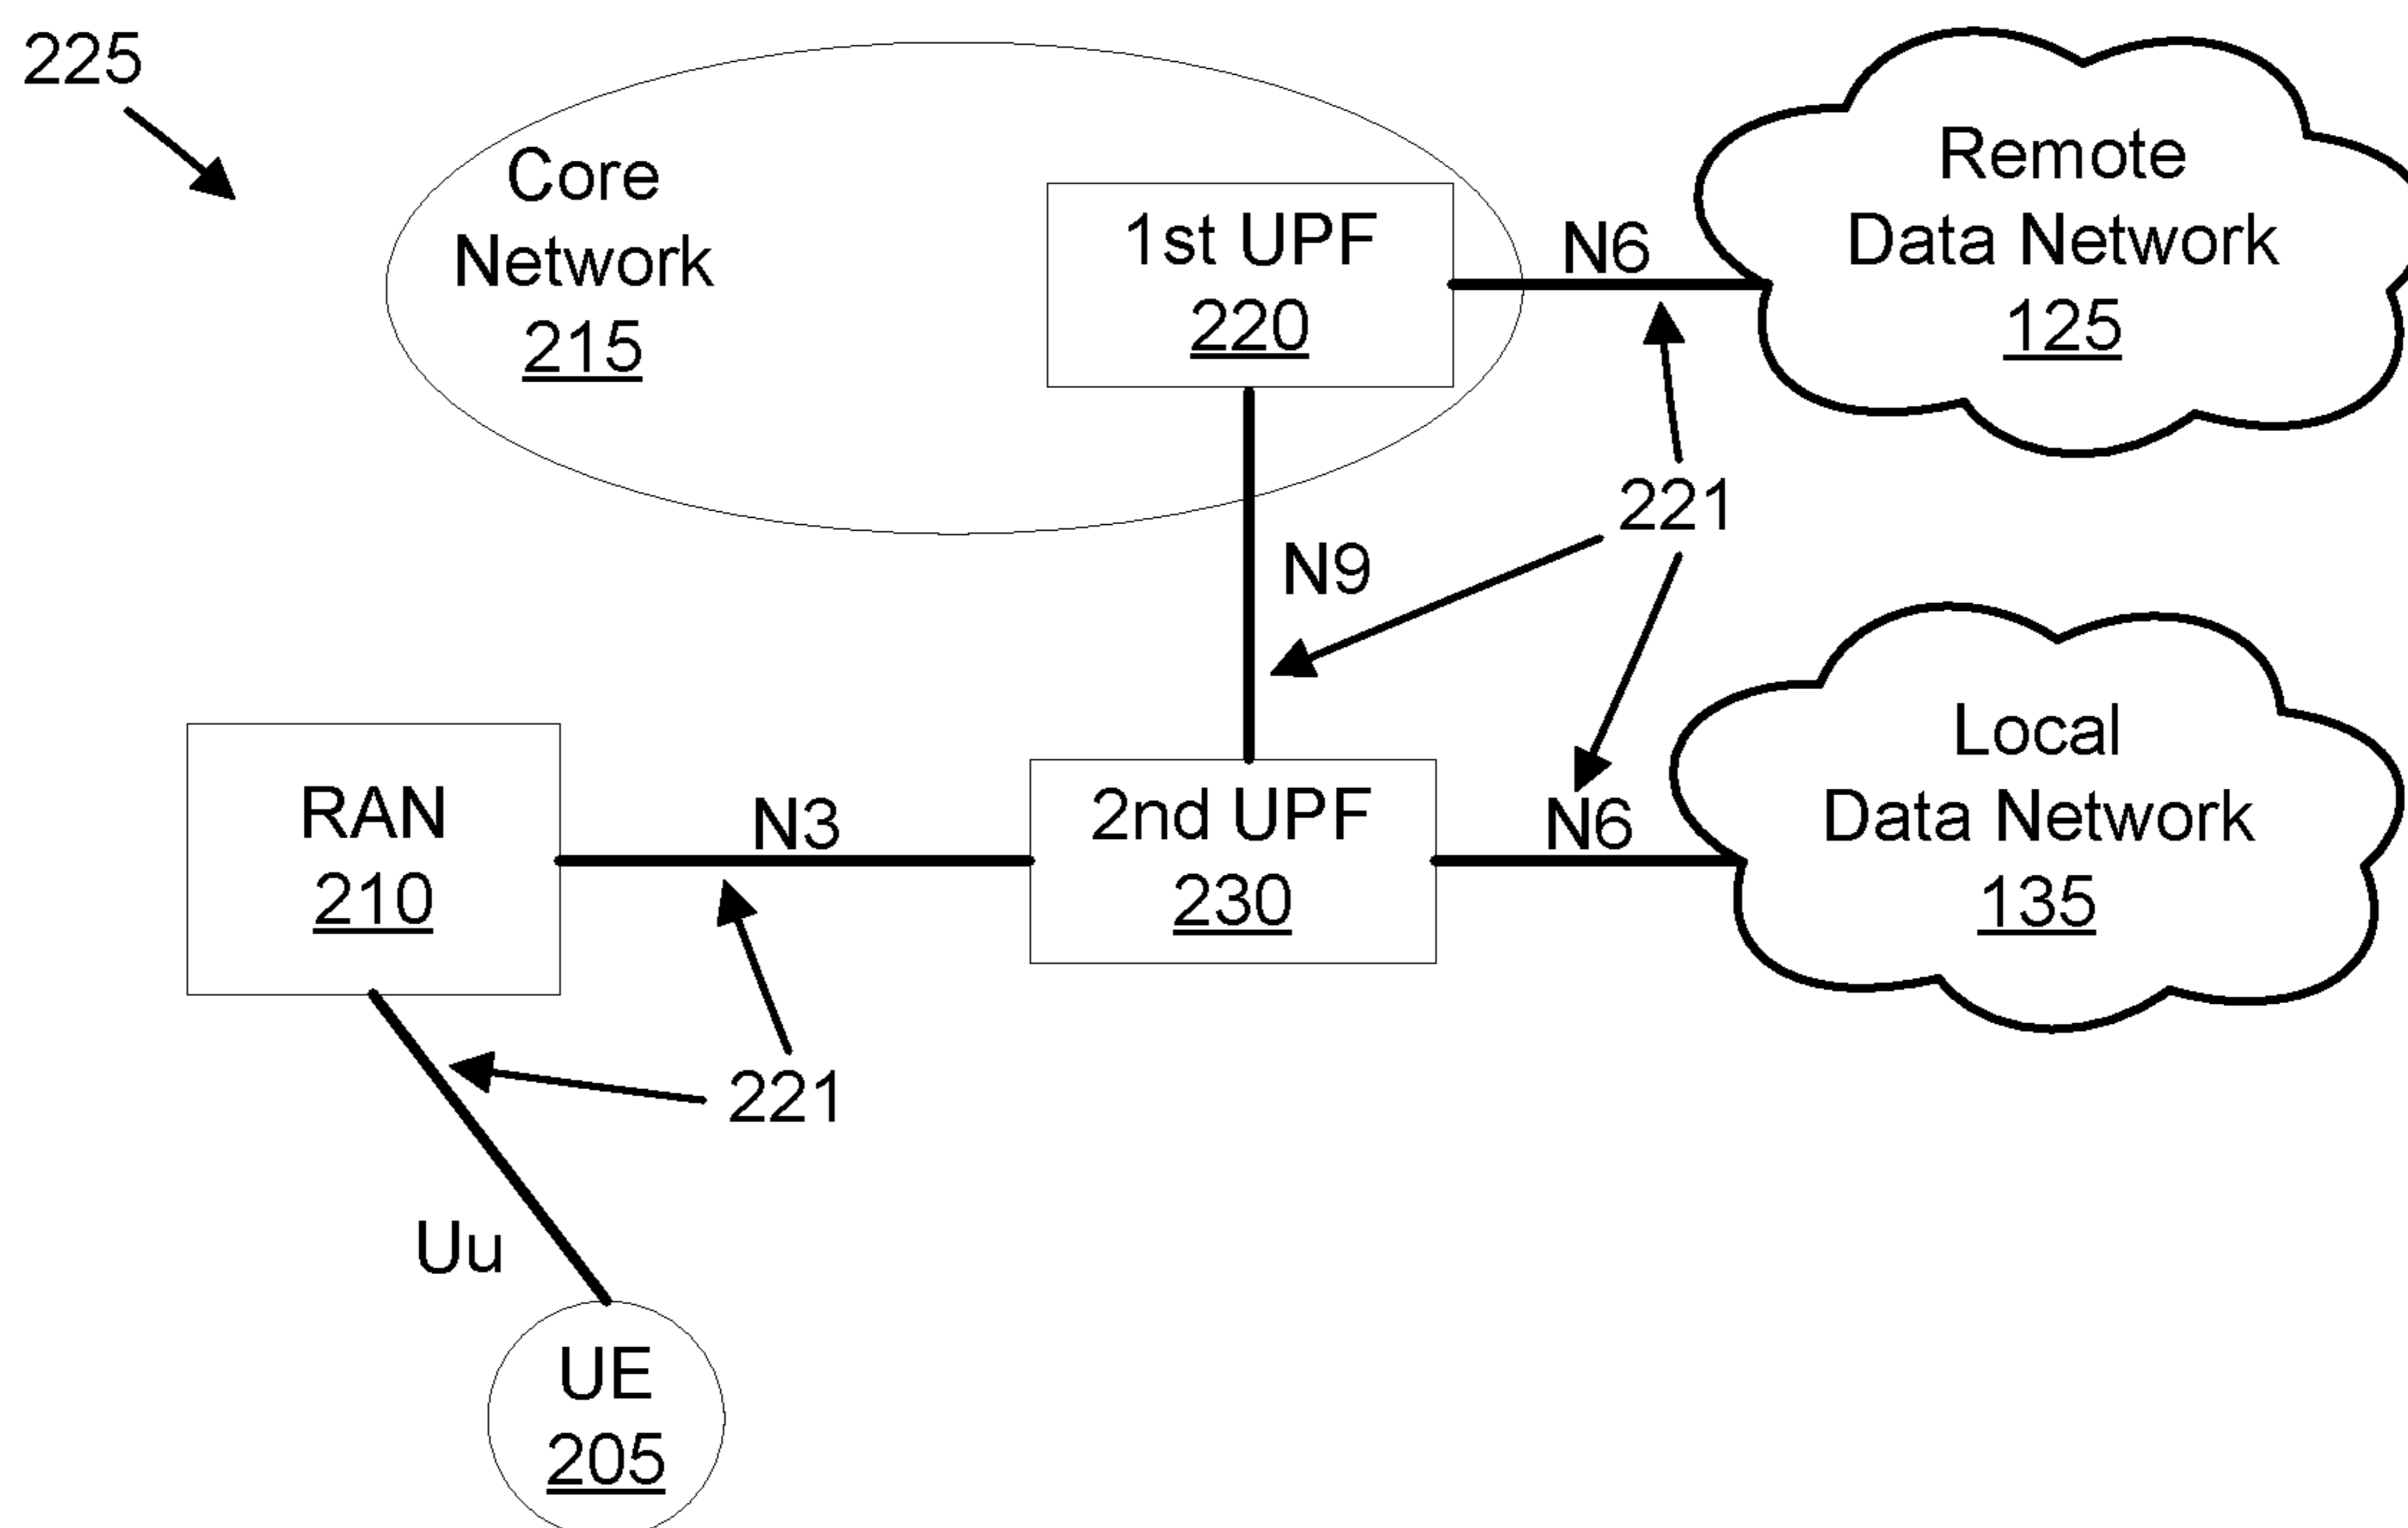 225
Core
Network
215
1st UPF
220
N6
Remote
Data Network
125
221
N9
RAN
210
N3
2nd UPF
230
N6
Local
Data Network
135
221
Uu
UE
205